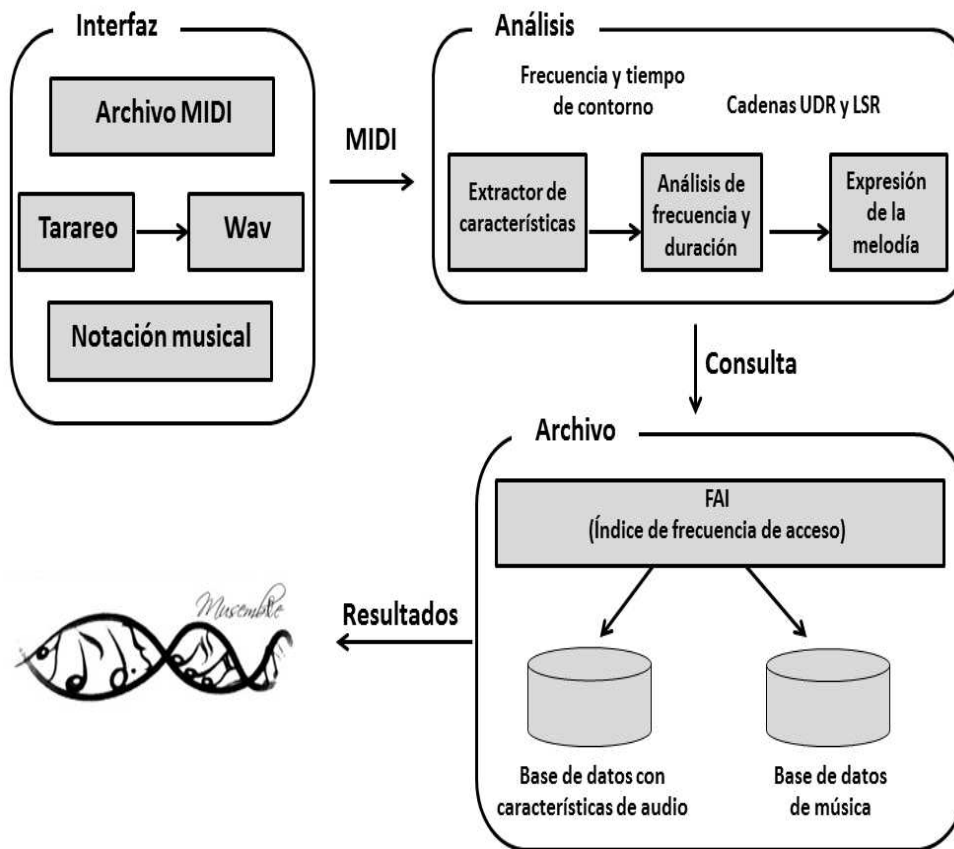 Interfaz
Archivo MIDI
Tarareo
Wav
Notación musical
MIDI
Análisis
Frecuencia y tiempo
de contorno
Cadenas UDR y LSR
Extractor de
características
Análisis de
frecuencia y
duración
Expresión
de la
melodía
Consulta
Archivo
FAI
(Índice de frecuencia de acceso)
Base de datos con
características de audio
Base de datos
de música
Resultados
Musemble